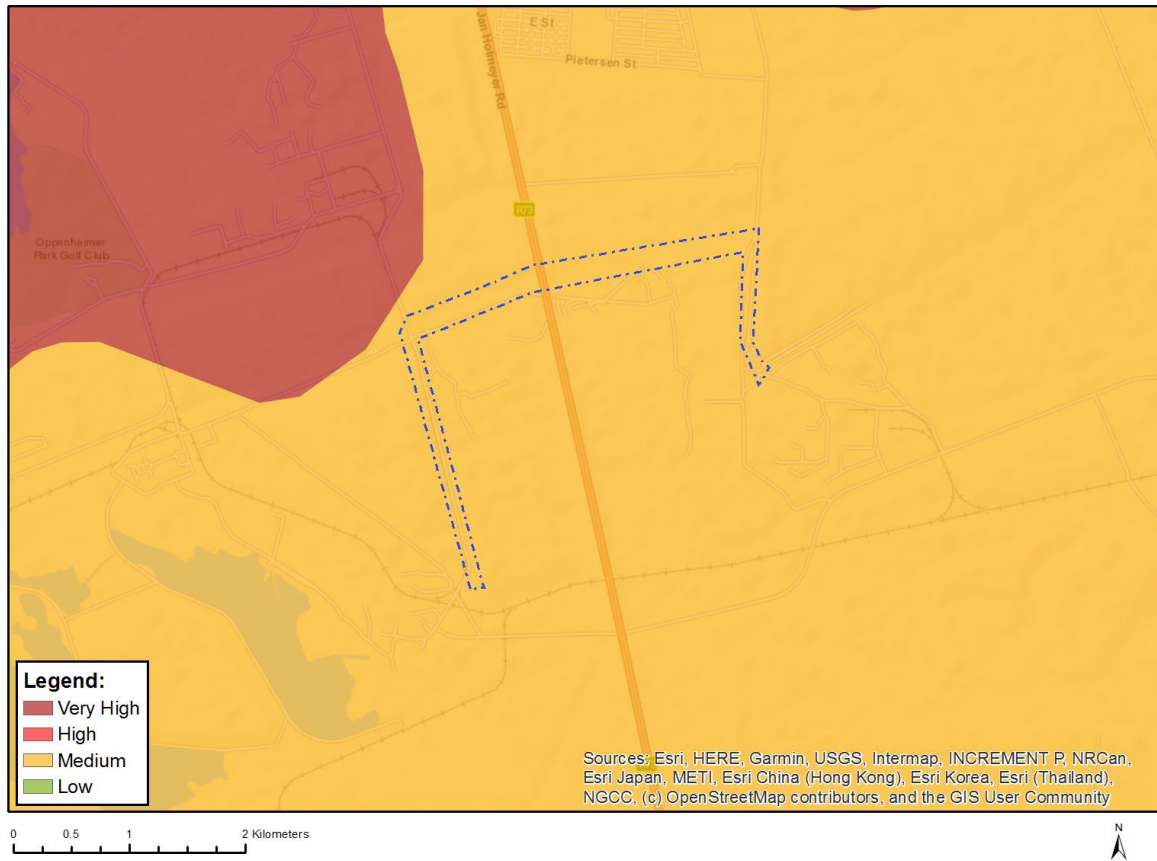 E St
Pietersen St
Jan Hofmeyer Rd
R73
Oppenheimer
Park Golf Club
Legend:
Very High
High
Medium
Low
Sources: Esri, HERE, Garmin, USGS, Intermap, INCREMENT P, NRCan,
Esri Japan, METI, Esri China (Hong Kong), Esri Korea, Esri (Thailand),
NGCC, (c) OpenStreetMap contributors, and the GIS User Community
0 0.5 1 2 Kilometers
N